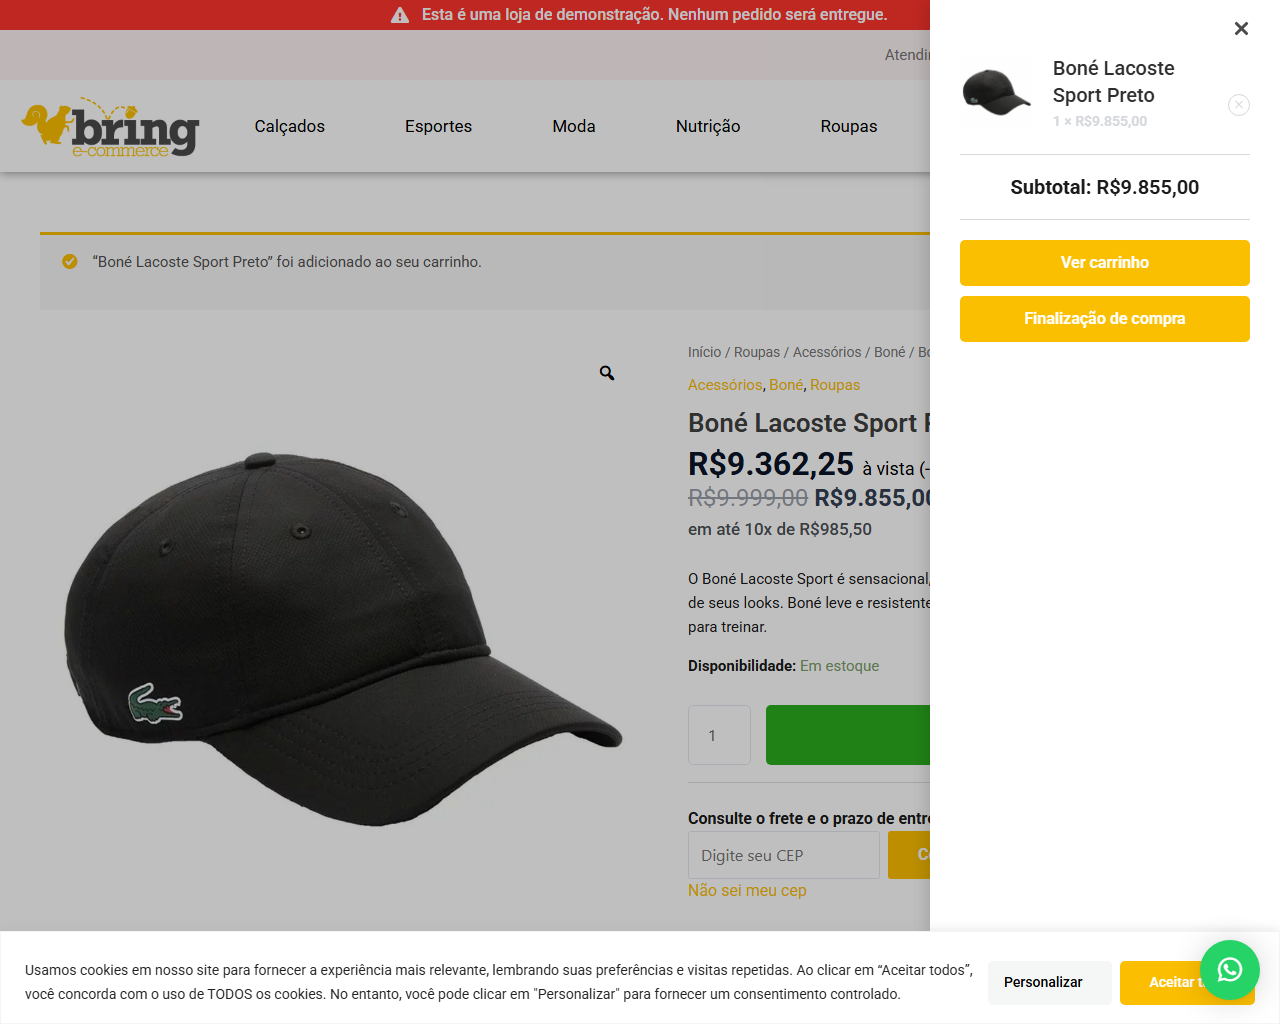 Esta é uma loja de demonstração. Nenhum pedido será entregue.
bring
e-commerce
Calçados
Esportes
Moda
Nutrição
Roupas
“Boné Lacoste Sport Preto” foi adicionado ao seu carrinho.
Início / Roupas / Acessórios / Boné /
Acessórios, Boné, Roupas
Boné Lacoste Sport
R$9.362,25 à vista
R$9.999,00 R$9.855,00
em até 10x de R$985,50
O Boné Lacoste Sport é sensacional,
de seus looks. Boné leve e resistente
para treinar.
Disponibilidade: Em estoque
1
Consulte o frete e o prazo de
Digite seu CEP
Não sei meu cep
Boné Lacoste
Sport Preto
1 × R$9.855,00
Subtotal: R$9.855,00
Ver carrinho
Finalização de compra
Usamos cookies em nosso site para fornecer a experiência mais relevante, lembrando suas preferências e visitas repetidas. Ao clicar em “Aceitar todos”,
você concorda com o uso de TODOS os cookies. No entanto, você pode clicar em "Personalizar" para fornecer um consentimento controlado.
Personalizar
Aceitar